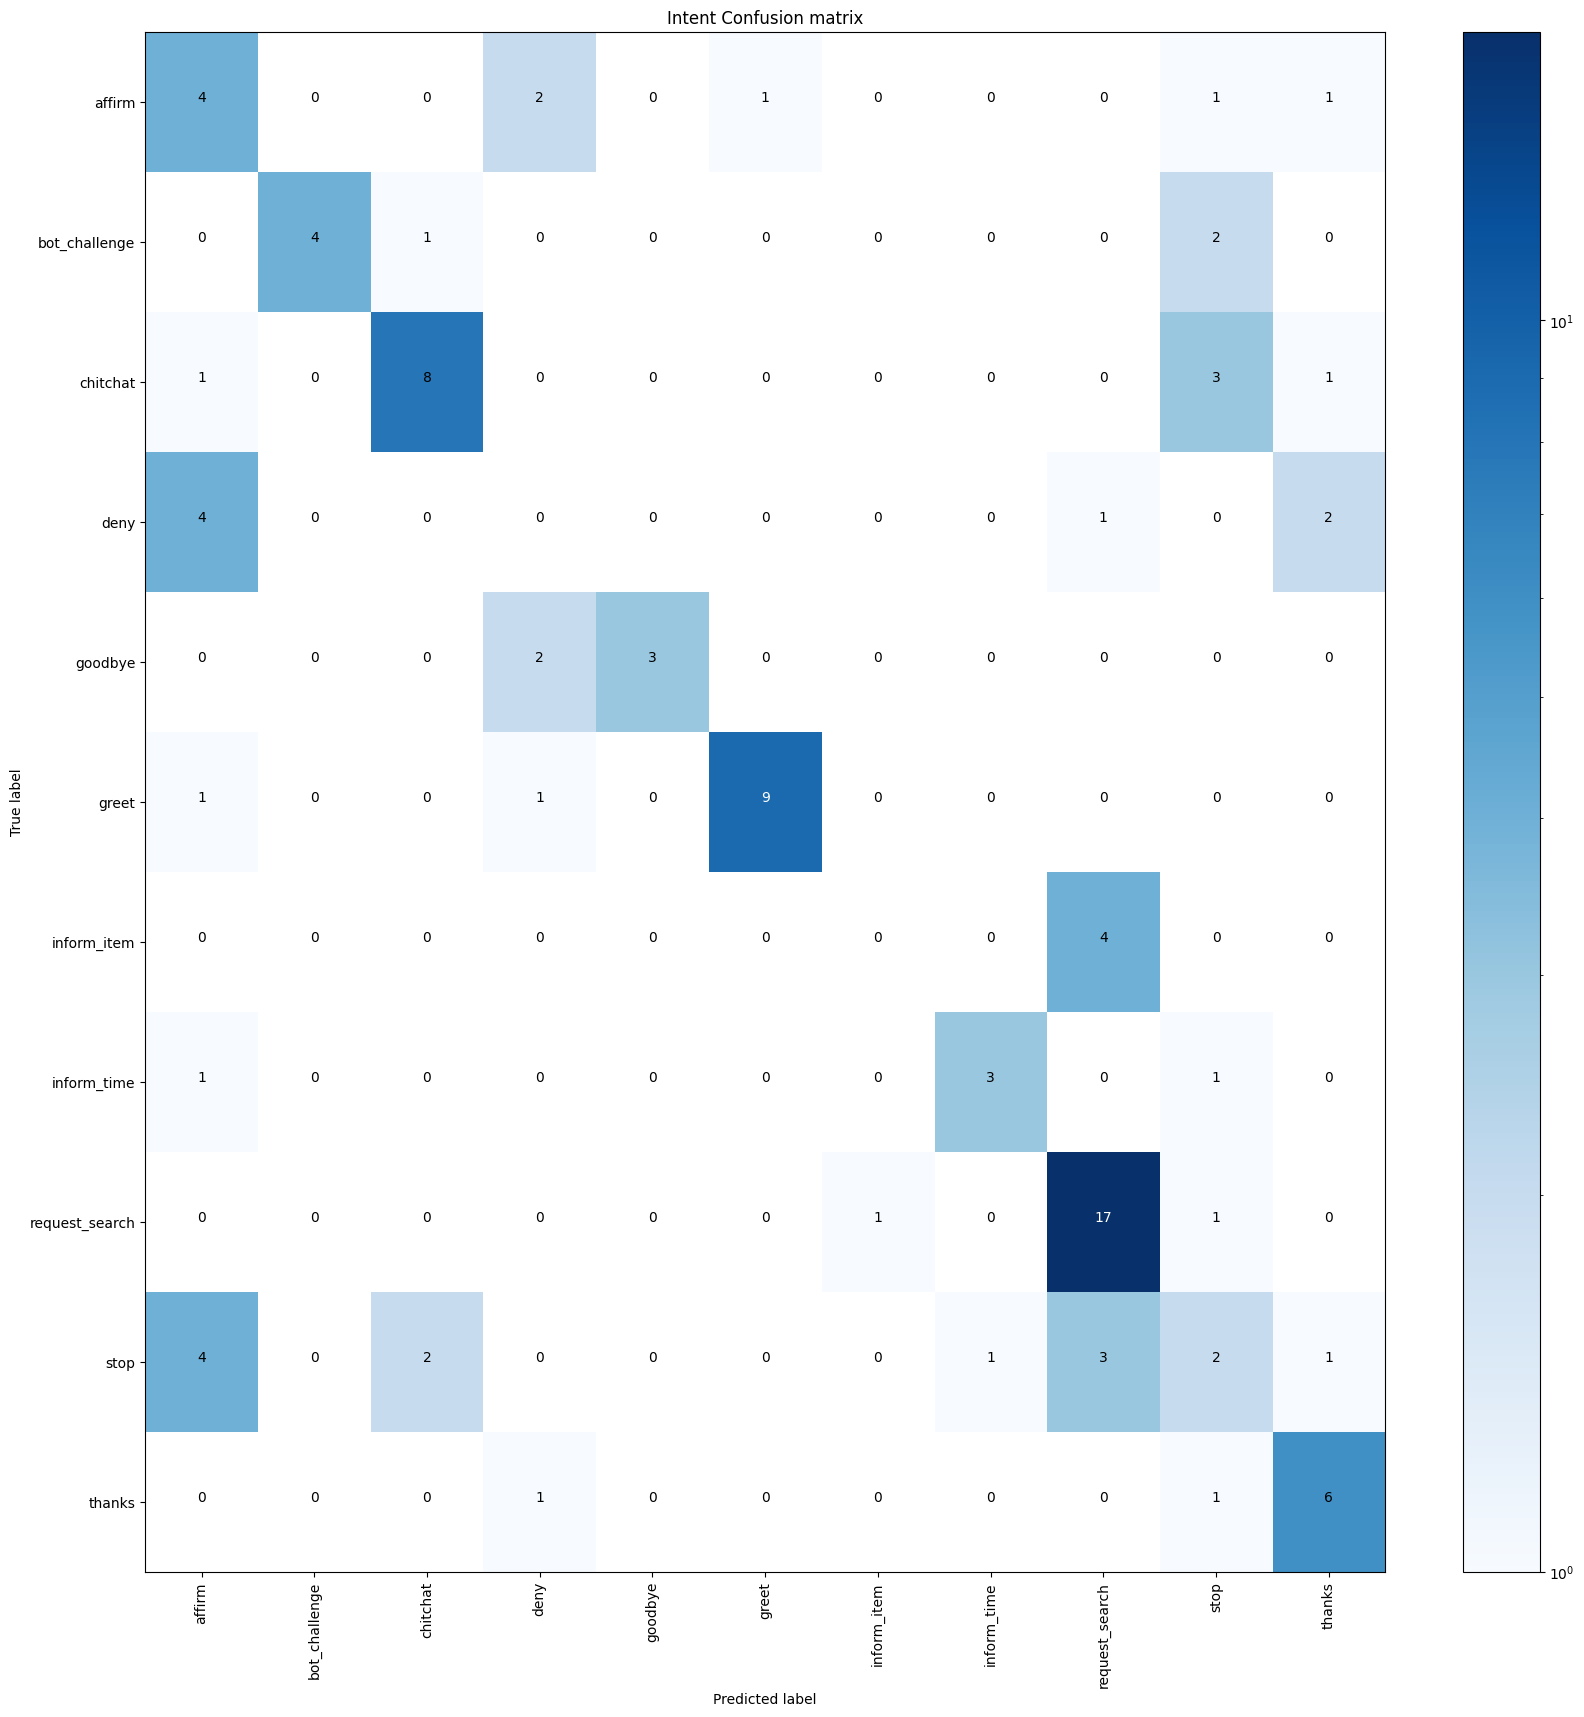 Intent Confusion matrix
affirm 4 0 0 2 0 1 0 0 0 1 1
bot_challenge 0 4 1 0 0 0 0 0 0 2 0
chitchat 1 0 8 0 0 0 0 0 0 3 1
deny 4 0 0 0 0 0 0 0 1 0 2
goodbye 0 0 0 2 3 0 0 0 0 0 0
greet 1 0 0 1 0 9 0 0 0 0 0
inform_item 0 0 0 0 0 0 0 0 4 0 0
inform_time 1 0 0 0 0 0 0 3 0 1 0
request_search 0 0 0 0 0 0 1 0 17 1 0
stop 4 0 2 0 0 0 0 1 3 2 1
thanks 0 0 0 1 0 0 0 0 0 1 6
True label
affirm bot_challenge chitchat deny goodbye greet inform_item inform_time request_search stop thanks
Predicted label
10¹
10⁰